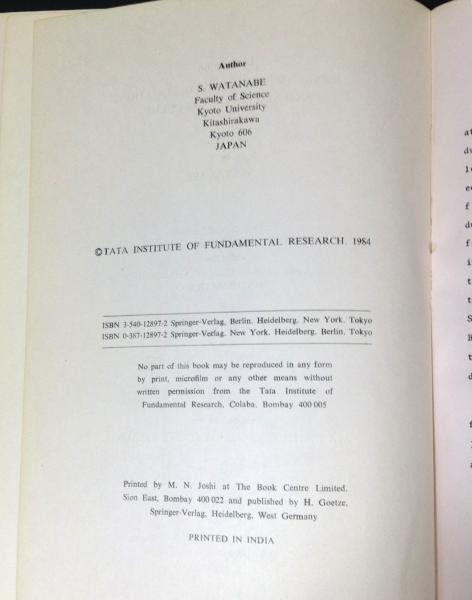 Author
S. WATANABE
Faculty of Science
Kyoto University
Kitashirakawa
Kyoto 606
JAPAN
©TATA INSTITUTE OF FUNDAMENTAL RESEARCH, 1984
ISBN 3-540-12897-2 Springer-Verlag, Berlin. Heidelberg. New York. Tokyo
ISBN 0-387-12897-2 Springer-Verlag. New York. Heidelberg. Berlin, Tokyo
No part of this book may be reproduced in any form
by print, microfilm or any other means without
written permission from the Tata Institute of
Fundamental Research, Colaba, Bombay 400 005
Printed by M. N. Joshi at The Book Centre Limited,
Sion East, Bombay 400 022 and published by H. Goetze,
Springer-Verlag, Heidelberg, West Germany
PRINTED IN INDIA